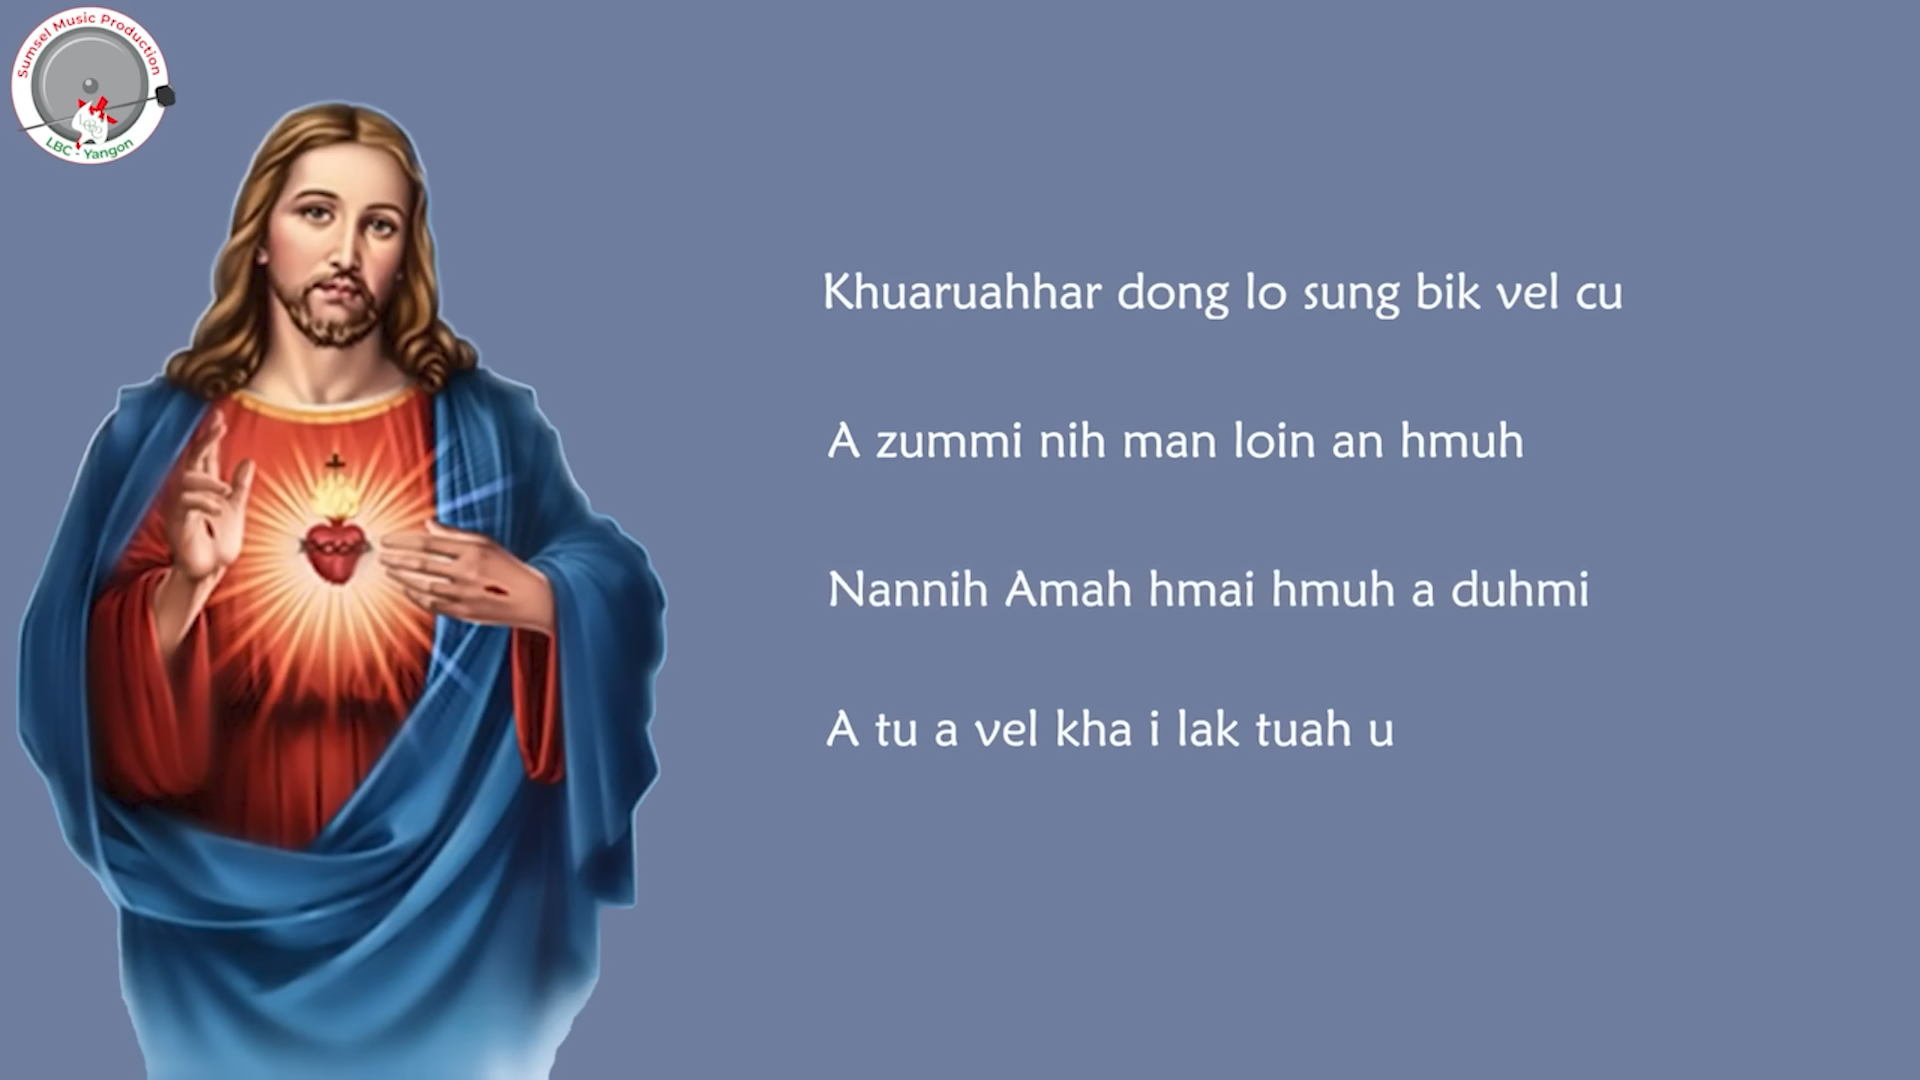 Sumsel Music Production
LBC - Yangon
Khuaruahhar dong lo sung bik vel cu
A zummi nih man loin an hmuh
Nannih Amah hmai hmuh a duhmi
A tu a vel kha i lak tuah u